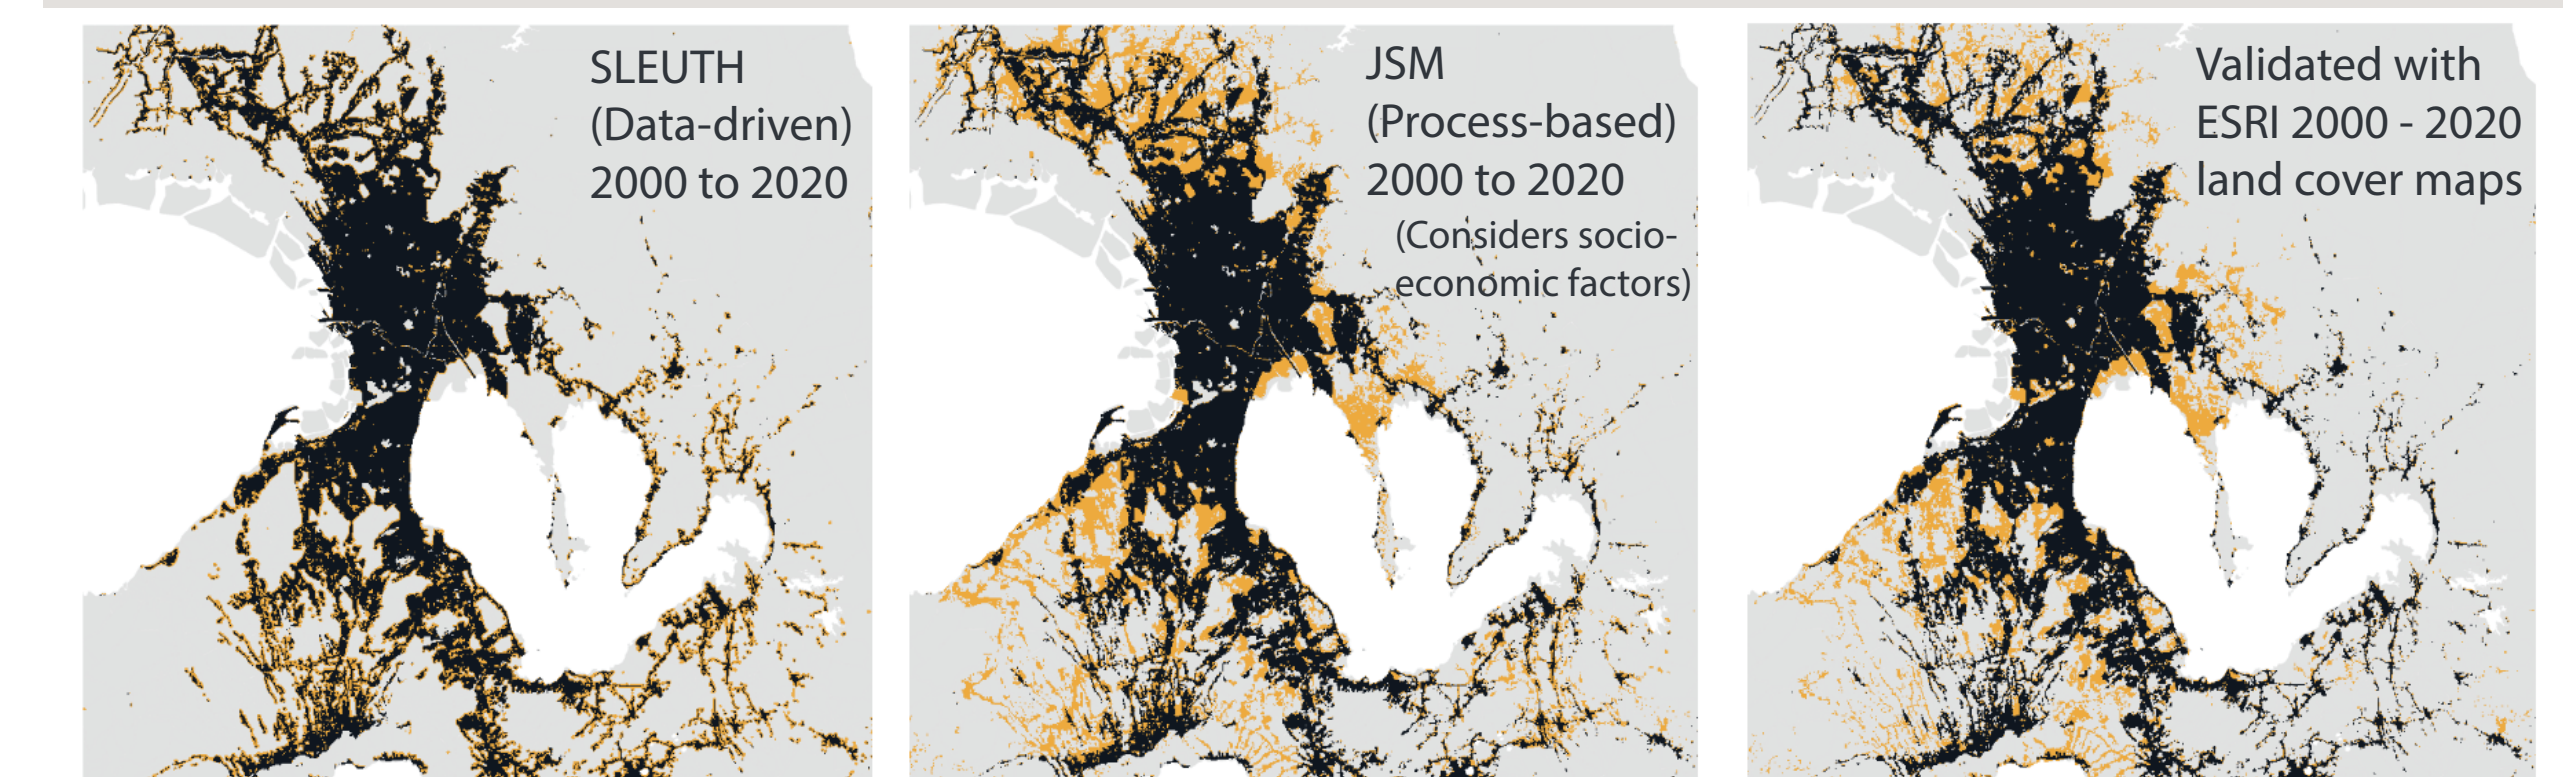 SLEUTH
(Data-driven)
2000 to 2020
JSM
(Process-based)
2000 to 2020
(Considers socio-
economic factors)
Validated with
ESRI 2000 - 2020
land cover maps